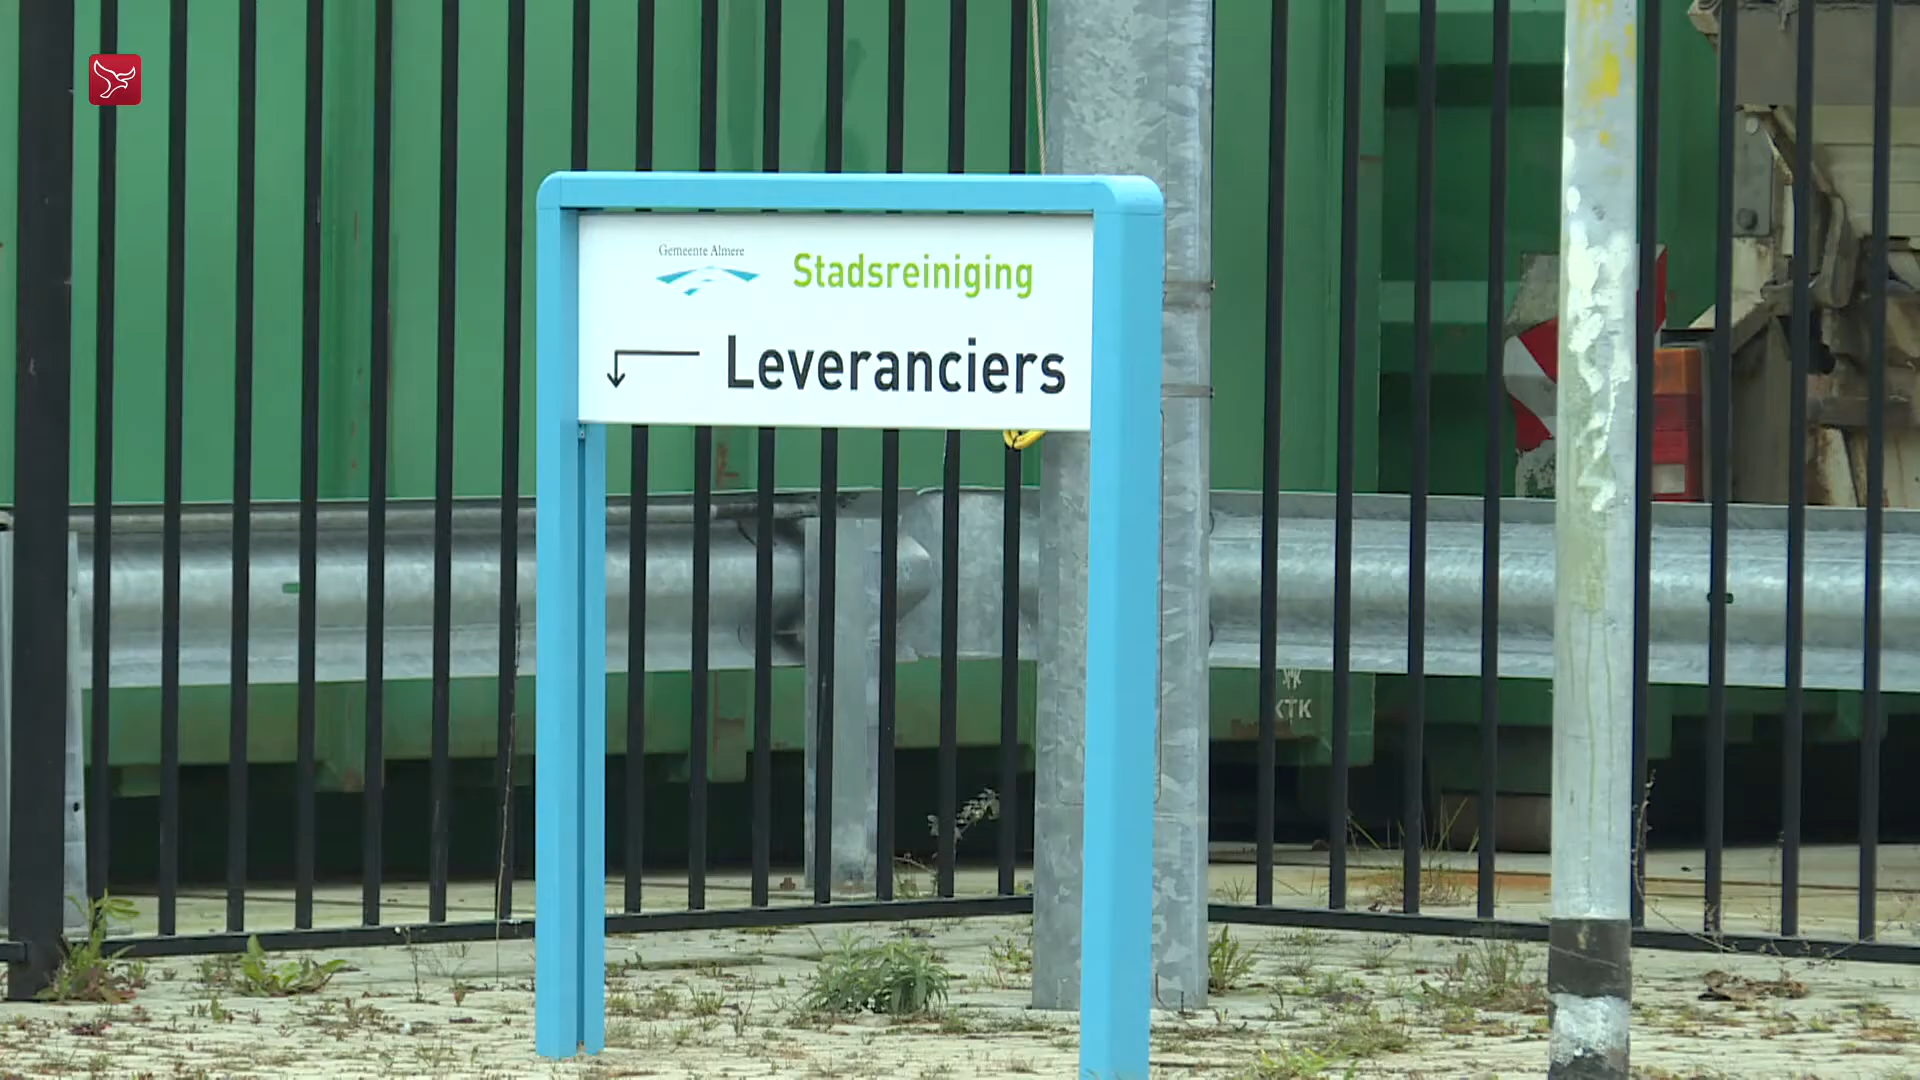 Gemeente Almere
Stadsreiniging
Leveranciers
KTK